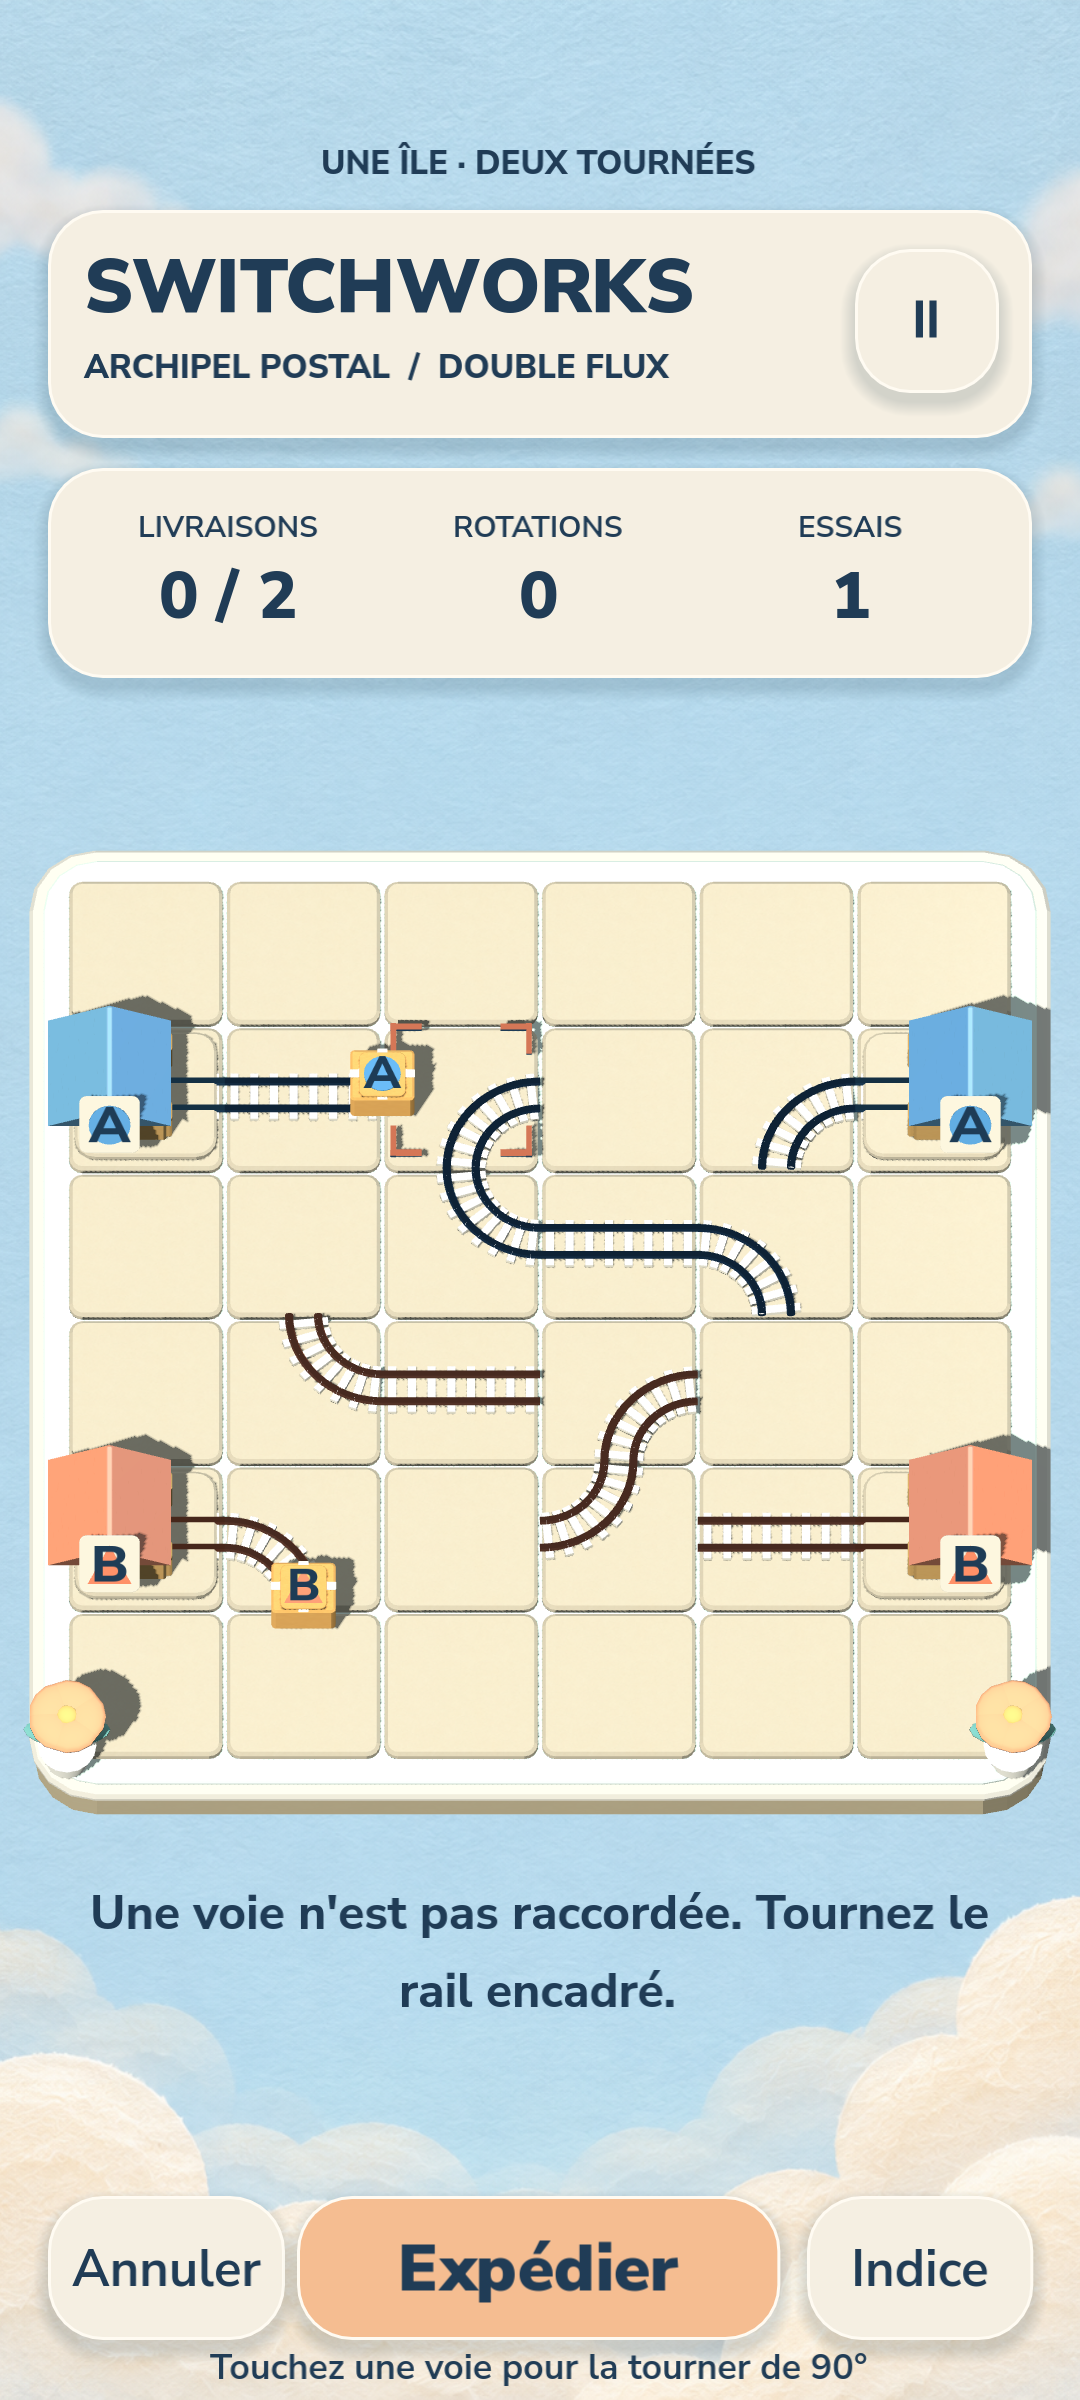 UNE ÎLE · DEUX TOURNÉES
SWITCHWORKS
ARCHIPEL POSTAL / DOUBLE FLUX
LIVRAISONS ROTATIONS ESSAIS
0 / 2 0 1
A
A A
B B
B
Une voie n'est pas raccordée. Tournez le
rail encadré.
Annuler Expédier Indice
Touchez une voie pour la tourner de 90°